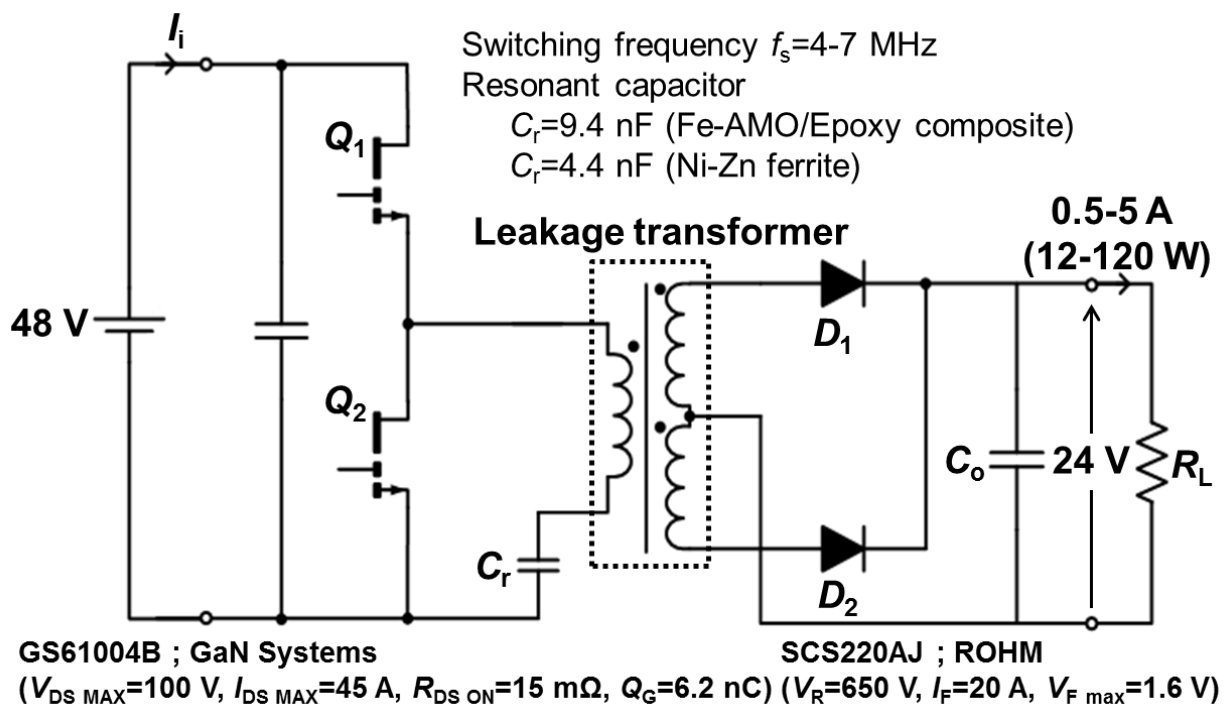 I_i
Switching frequency f_s=4-7 MHz
Resonant capacitor
C_r=9.4 nF (Fe-AMO/Epoxy composite)
C_r=4.4 nF (Ni-Zn ferrite)
Q_1
Leakage transformer
0.5-5 A
(12-120 W)
48 V
D_1
Q_2
C_o
24 V
R_L
C_r
D_2
GS61004B ; GaN Systems
(V_DS MAX=100 V, I_DS MAX=45 A, R_DS ON=15 mΩ, Q_G=6.2 nC)
SCS220AJ ; ROHM
(V_R=650 V, I_F=20 A, V_F max=1.6 V)